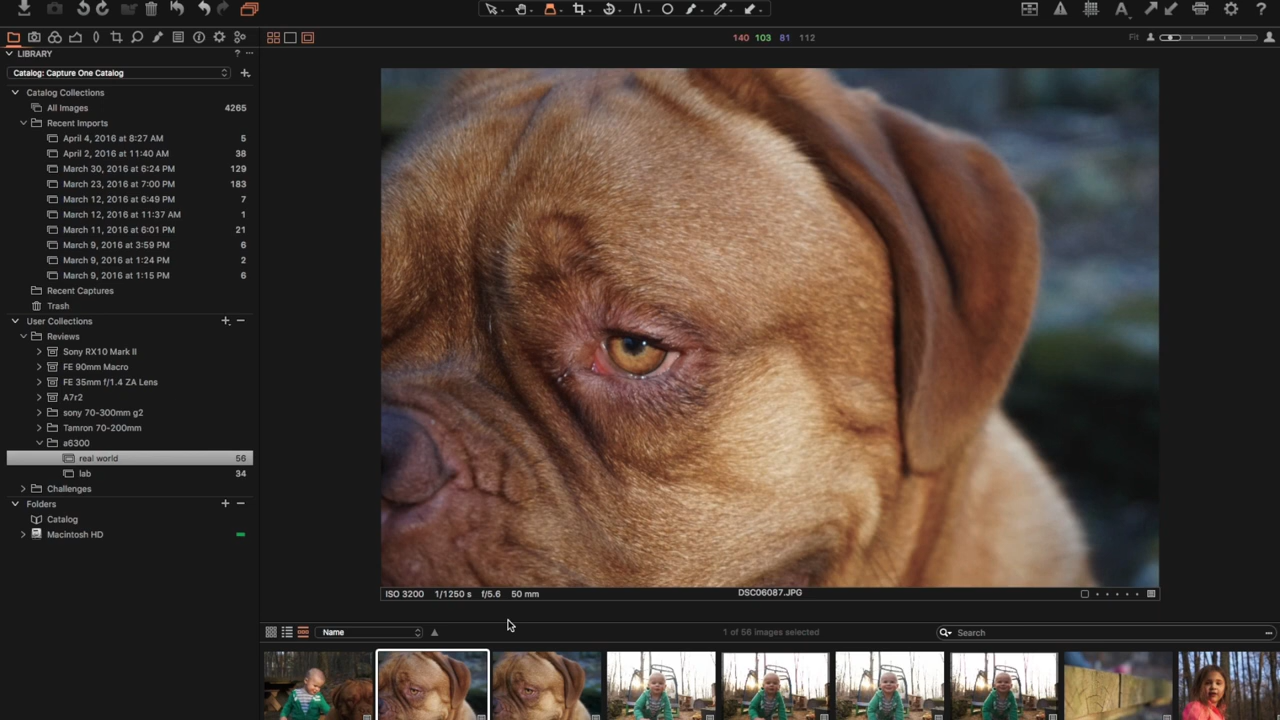 140 103 81 112
Fit
LIBRARY ? ...
Catalog: Capture One Catalog
Catalog Collections
All Images 4265
Recent Imports
April 4, 2016 at 8:27 AM 5
April 2, 2016 at 11:40 AM 38
March 30, 2016 at 6:24 PM 129
March 23, 2016 at 7:00 PM 183
March 12, 2016 at 6:49 PM 7
March 12, 2016 at 11:37 AM 1
March 11, 2016 at 6:01 PM 21
March 9, 2016 at 3:59 PM 6
March 9, 2016 at 1:24 PM 2
March 9, 2016 at 1:15 PM 6
Recent Captures
Trash
User Collections
Reviews
Sony RX10 Mark II
FE 90mm Macro
FE 35mm f/1.4 ZA Lens
A7r2
sony 70-300mm g2
Tamron 70-200mm
a6300
real world 56
lab 34
Challenges
Folders
Catalog
Macintosh HD
ISO 3200 1/1250 s f/5.6 50 mm DSC06087.JPG
Name 1 of 56 images selected Search